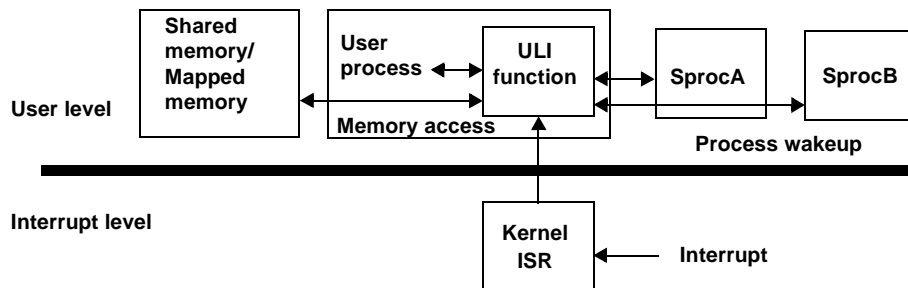 Shared
memory/
Mapped
memory
User
process
ULI
function
SprocA
SprocB
User level
Memory access
Process wakeup
Interrupt level
Kernel
ISR
Interrupt